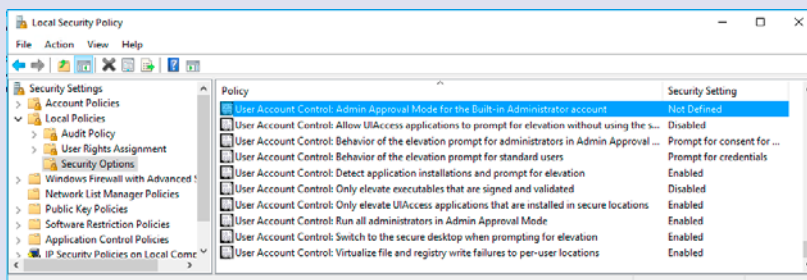 Local Security Policy
File Action View Help
Security Settings
Account Policies
Local Policies
Audit Policy
User Rights Assignment
Security Options
Windows Firewall with Advanced S
Network List Manager Policies
Public Key Policies
Software Restriction Policies
Application Control Policies
IP Security Policies on Local Comp
Policy Security Setting
User Account Control: Admin Approval Mode for the Built-in Administrator account Not Defined
User Account Control: Allow UIAccess applications to prompt for elevation without using the s... Disabled
User Account Control: Behavior of the elevation prompt for administrators in Admin Approval ... Prompt for consent for ...
User Account Control: Behavior of the elevation prompt for standard users Prompt for credentials
User Account Control: Detect application installations and prompt for elevation Enabled
User Account Control: Only elevate executables that are signed and validated Disabled
User Account Control: Only elevate UIAccess applications that are installed in secure locations Enabled
User Account Control: Run all administrators in Admin Approval Mode Enabled
User Account Control: Switch to the secure desktop when prompting for elevation Enabled
User Account Control: Virtualize file and registry write failures to per-user locations Enabled